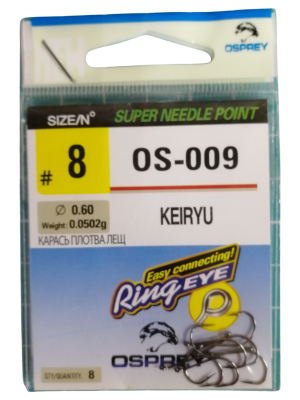 OSPREY
SIZE/N° SUPER NEEDLE POINT
# 8 OS-009
Ø 0.60
Weight: 0.0502g
KEIRYU
КАРАСЬ ПЛОТВА ЛЕЩ
Easy connecting!
Ring EYE
OSPREY
QTY/QUANTITY: 8